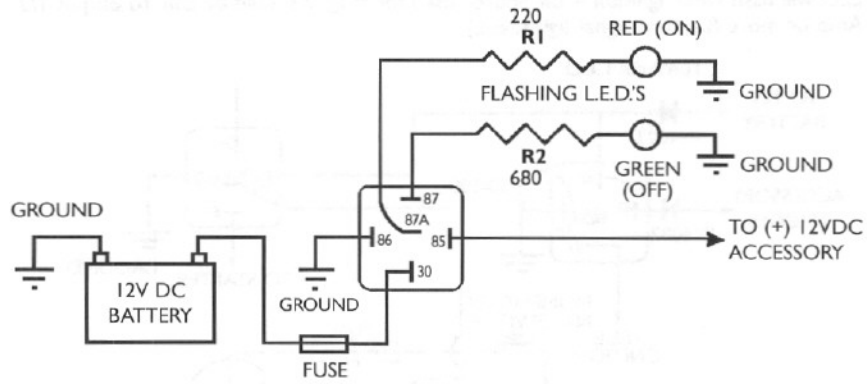 220
R1
RED (ON)
FLASHING L.E.D.'S
GROUND
R2
680
GREEN
(OFF)
GROUND
87
87A
86
85
30
GROUND
GROUND
12V DC
BATTERY
FUSE
TO (+) 12VDC
ACCESSORY